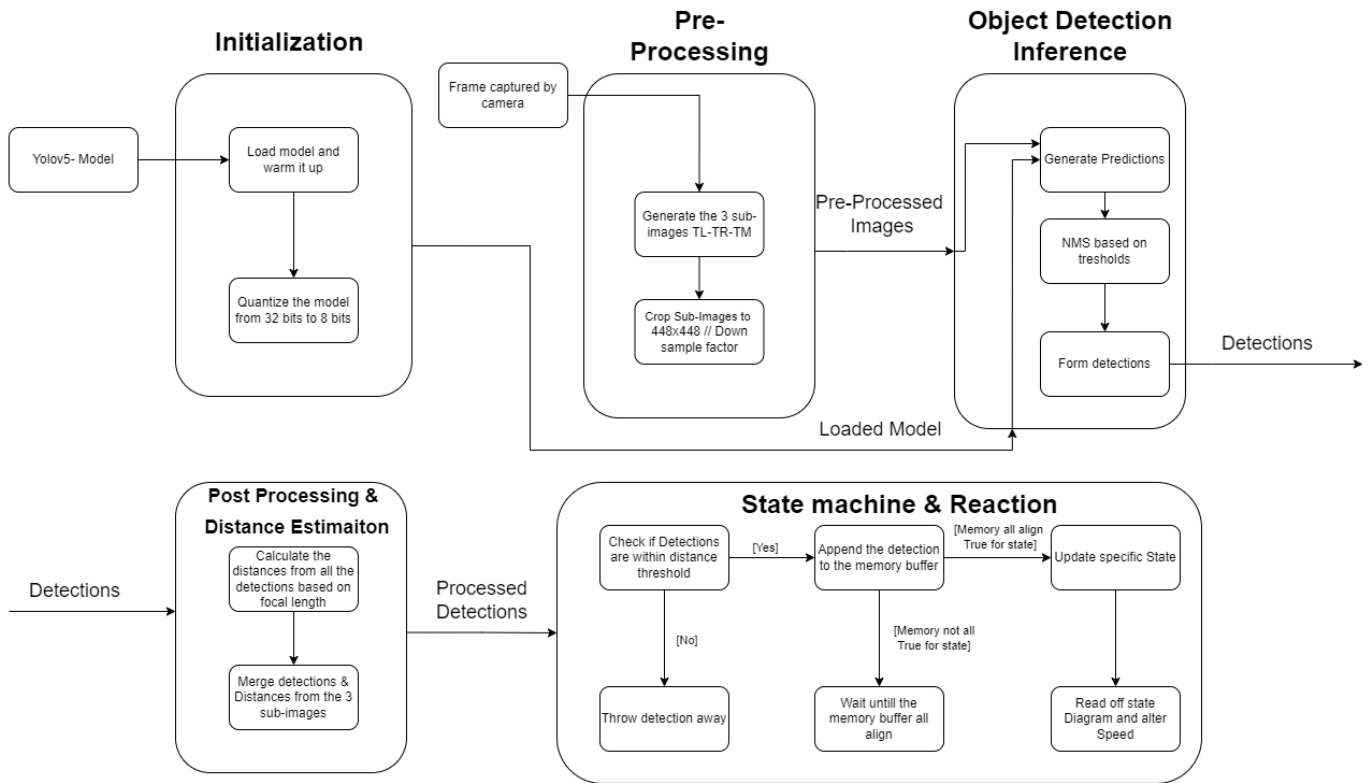 Initialization
Pre-
Processing
Object Detection
Inference
Frame captured by
camera
Yolov5- Model
Load model and
warm it up
Generate Predictions
Generate the 3 sub-
images TL-TR-TM
Pre-Processed
Images
NMS based on
tresholds
Quantize the model
from 32 bits to 8 bits
Crop Sub-Images to
448x448 // Down
sample factor
Form detections
Detections
Loaded Model
Post Processing &
Distance Estimaiton
State machine & Reaction
Calculate the
distances from all the
detections based on
focal length
Check if Detections
are within distance
threshold
[Yes]
Append the detection
to the memory buffer
[Memory all align
True for state]
Update specific State
Detections
Processed
Detections
[No]
[Memory not all
True for state]
Merge detections &
Distances from the 3
sub-images
Throw detection away
Wait untill the
memory buffer all
align
Read off state
Diagram and alter
Speed